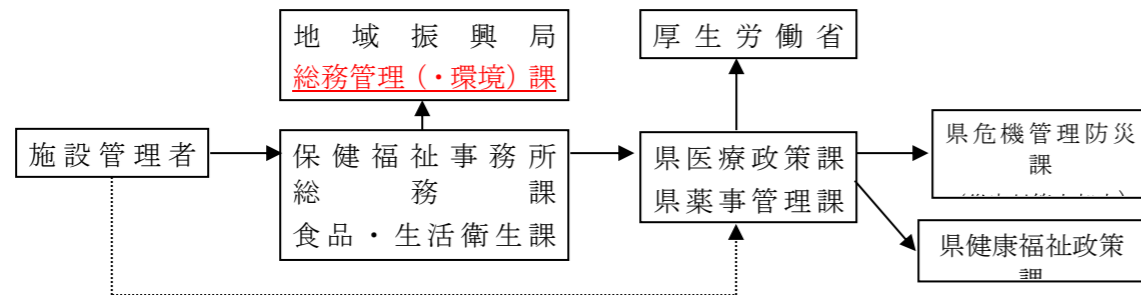 地域振興局
総務管理（・環境）課
厚生労働省
施設管理者
保健福祉事務所
総務課
食品・生活衛生課
県医療政策課
県薬事管理課
県危機管理防災
課
県健康福祉政策
課